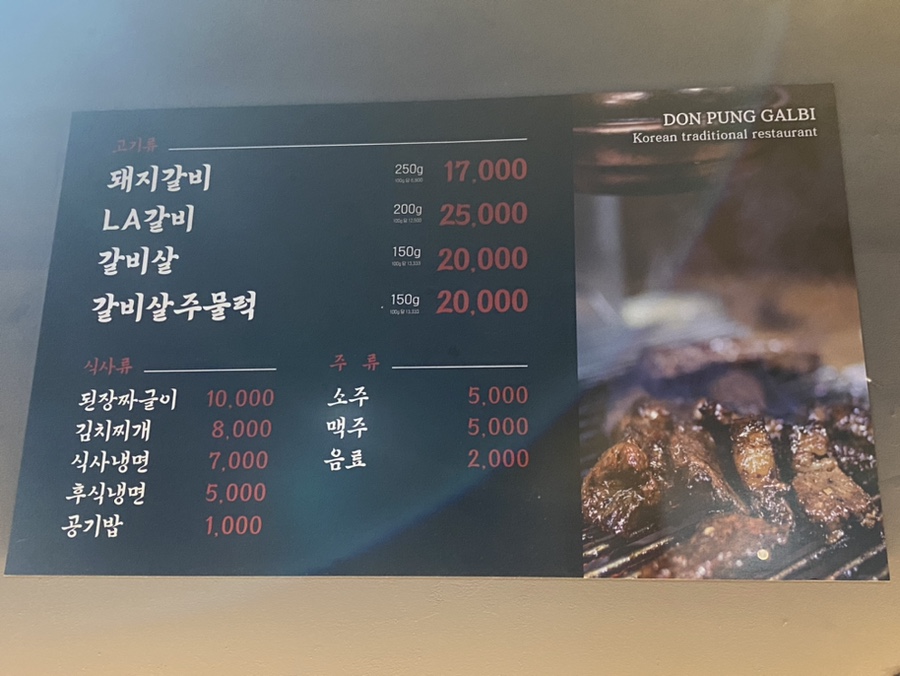 DON PUNG GALBI
Korean traditional restaurant
고기류
돼지갈비 250g 17,000
LA갈비 200g 25,000
갈비살 150g 20,000
갈비살주물럭 150g 20,000
식사류
된장짜글이 10,000
김치찌개 8,000
식사냉면 7,000
후식냉면 5,000
공기밥 1,000
주 류
소주 5,000
맥주 5,000
음료 2,000